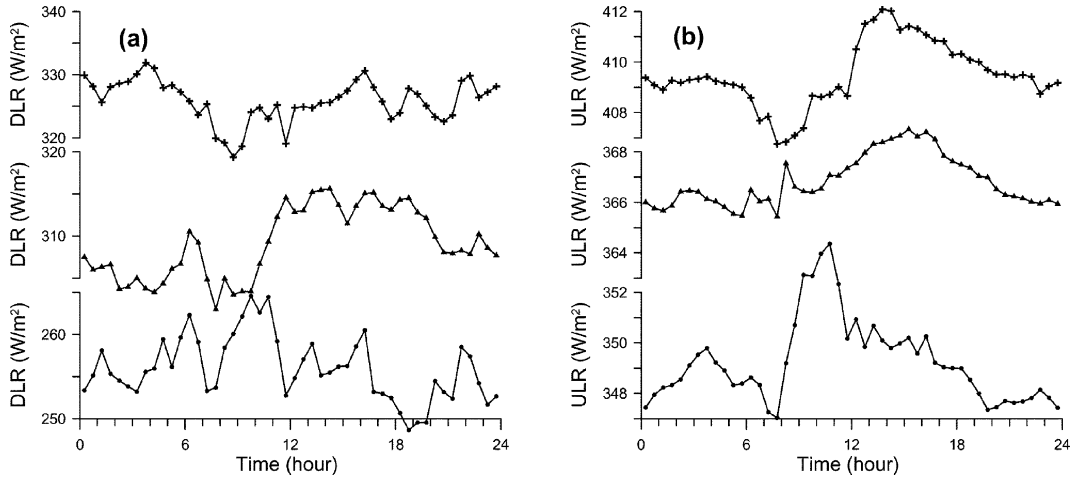 (a)
DLR (W/m²)
340
330
320
DLR (W/m²)
320
310
DLR (W/m²)
260
250
0 6 12 18 24
Time (hour)
(b)
ULR (W/m²)
412
410
408
ULR (W/m²)
368
366
364
ULR (W/m²)
352
350
348
0 6 12 18 24
Time (hour)